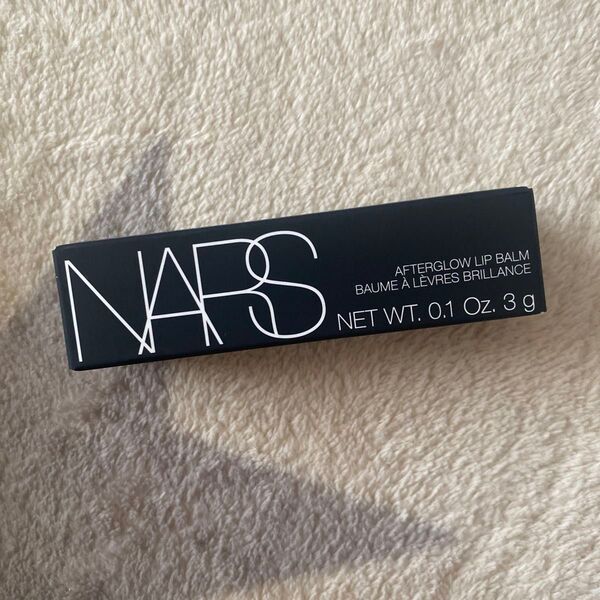 NARS
AFTERGLOW LIP BALM
BAUME À LÈVRES BRILLANCE
NET WT. 0.1 Oz. 3 g